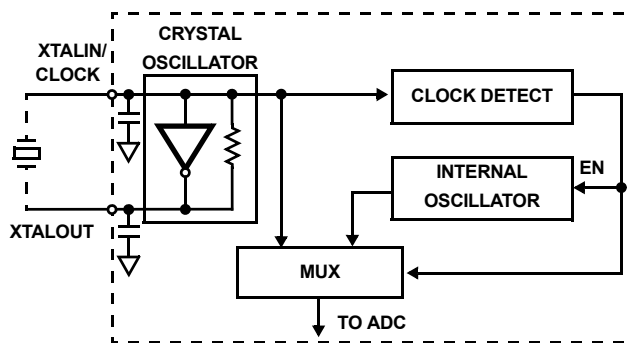 CRYSTAL
OSCILLATOR
XTALIN/
CLOCK
CLOCK DETECT
INTERNAL
OSCILLATOR
EN
XTALOUT
MUX
TO ADC